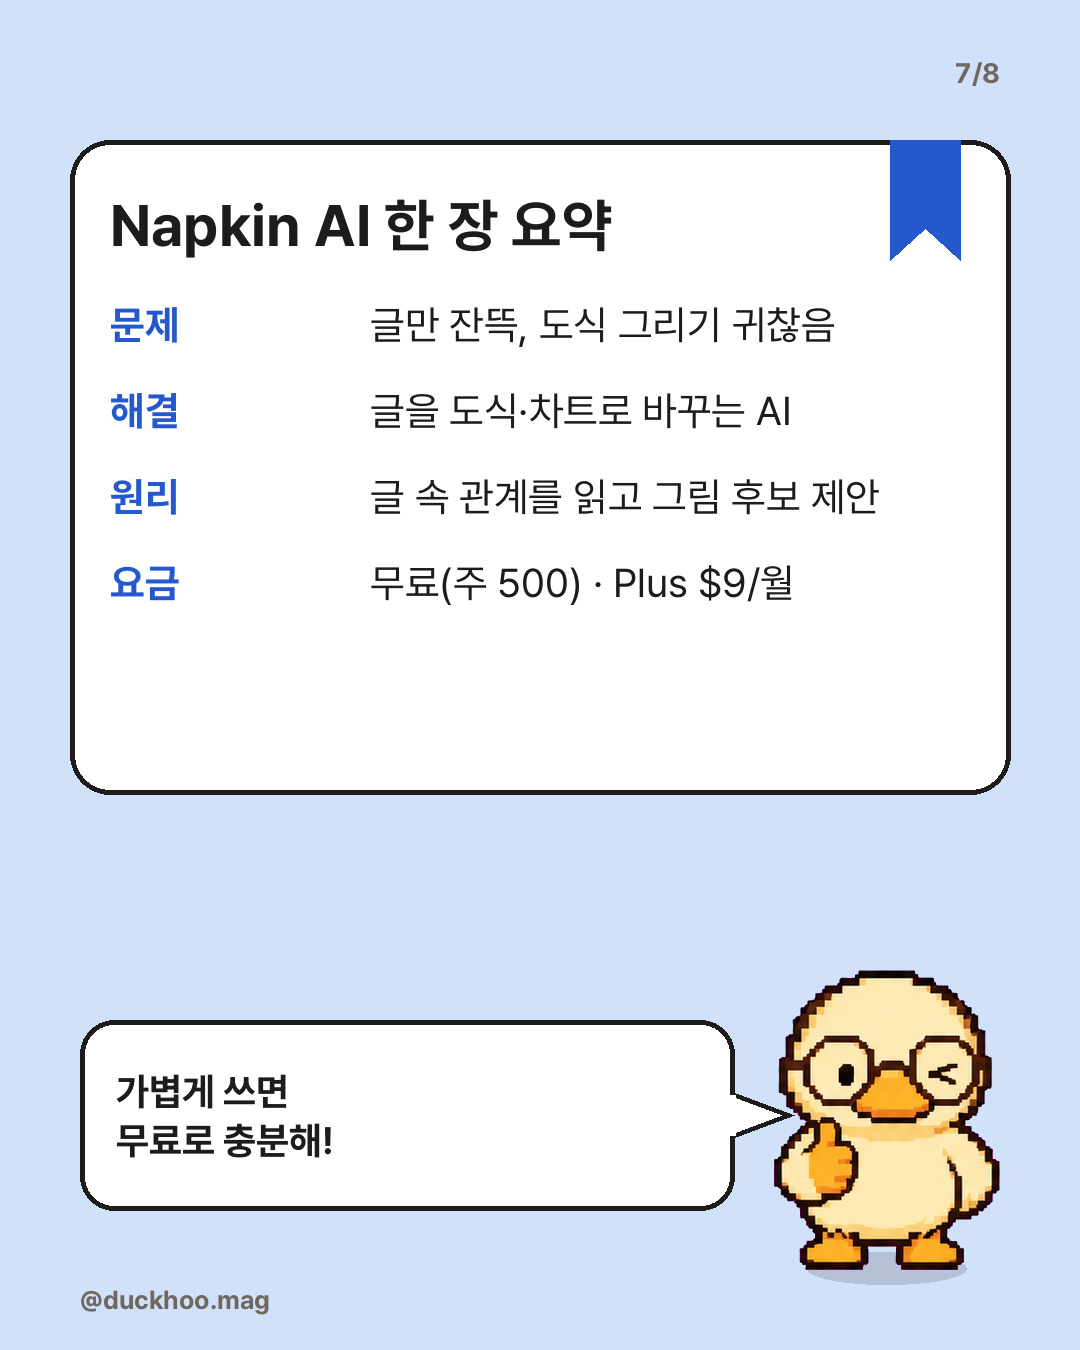 7/8
Napkin AI 한 장 요약
문제 글만 잔뜩, 도식 그리기 귀찮음
해결 글을 도식·차트로 바꾸는 AI
원리 글 속 관계를 읽고 그림 후보 제안
요금 무료(주 500) · Plus $9/월
가볍게 쓰면
무료로 충분해!
@duckhoo.mag